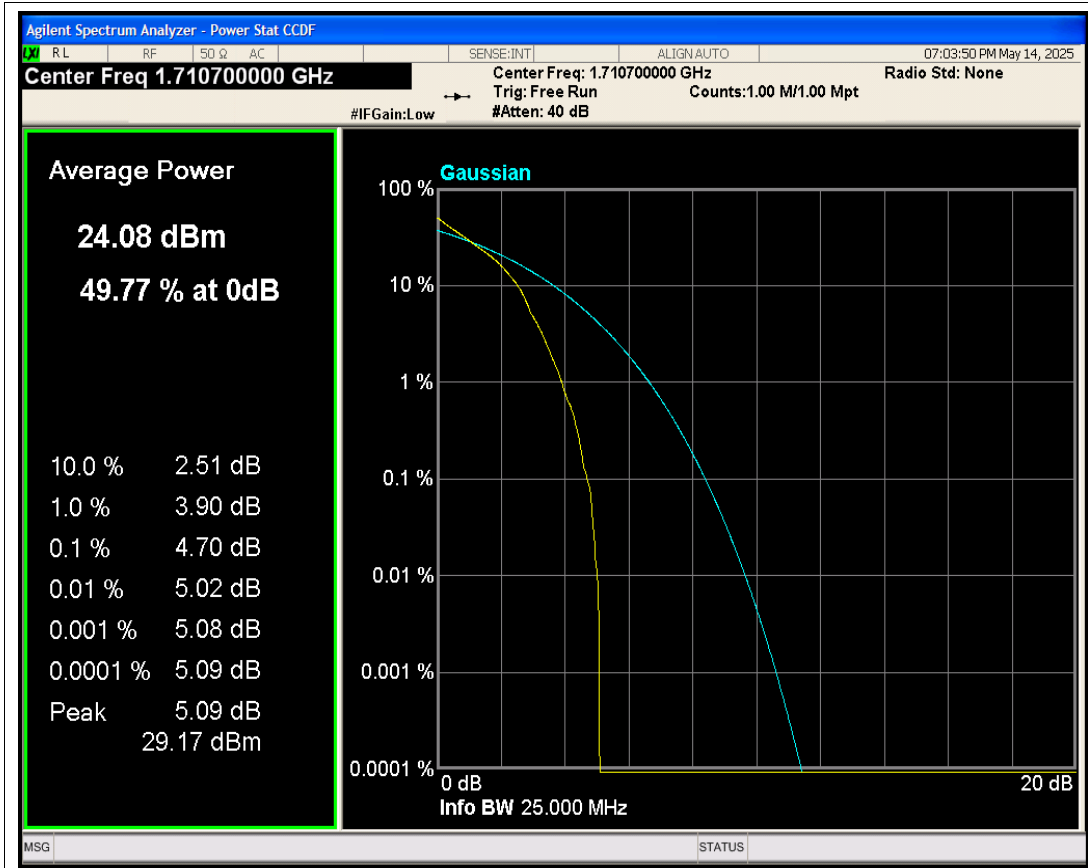 Agilent Spectrum Analyzer - Power Stat CCDF
LXI RL RF 50 Ω AC SENSE:INT ALIGN AUTO 07:03:50 PM May 14, 2025
Center Freq 1.710700000 GHz
Center Freq: 1.710700000 GHz Radio Std: None
Trig: Free Run Counts:1.00 M/1.00 Mpt
#IFGain:Low #Atten: 40 dB
Average Power
24.08 dBm
49.77 % at 0dB
10.0 % 2.51 dB
1.0 % 3.90 dB
0.1 % 4.70 dB
0.01 % 5.02 dB
0.001 % 5.08 dB
0.0001 % 5.09 dB
Peak 5.09 dB
29.17 dBm
Gaussian
100 %
10 %
1 %
0.1 %
0.01 %
0.001 %
0.0001 %
0 dB 20 dB
Info BW 25.000 MHz
MSG STATUS